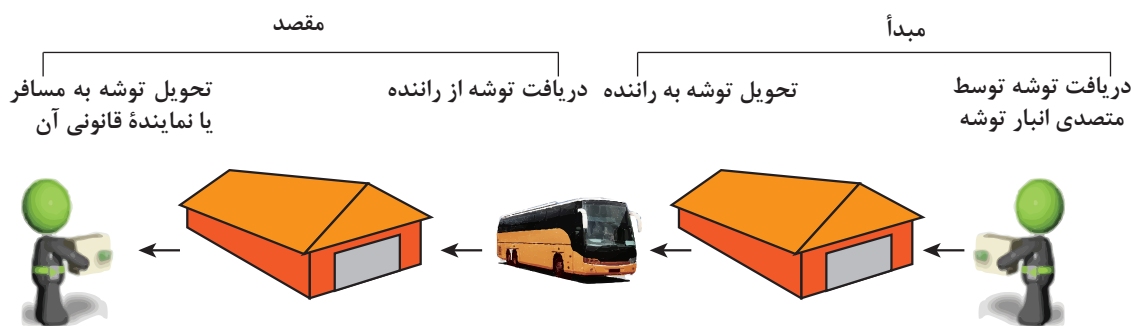 مبدأ
مقصد
دریافت توشه توسط
متصدی انبار توشه
تحویل توشه به راننده
دریافت توشه از راننده
تحویل توشه به مسافر
یا نمایندهٔ قانونی آن